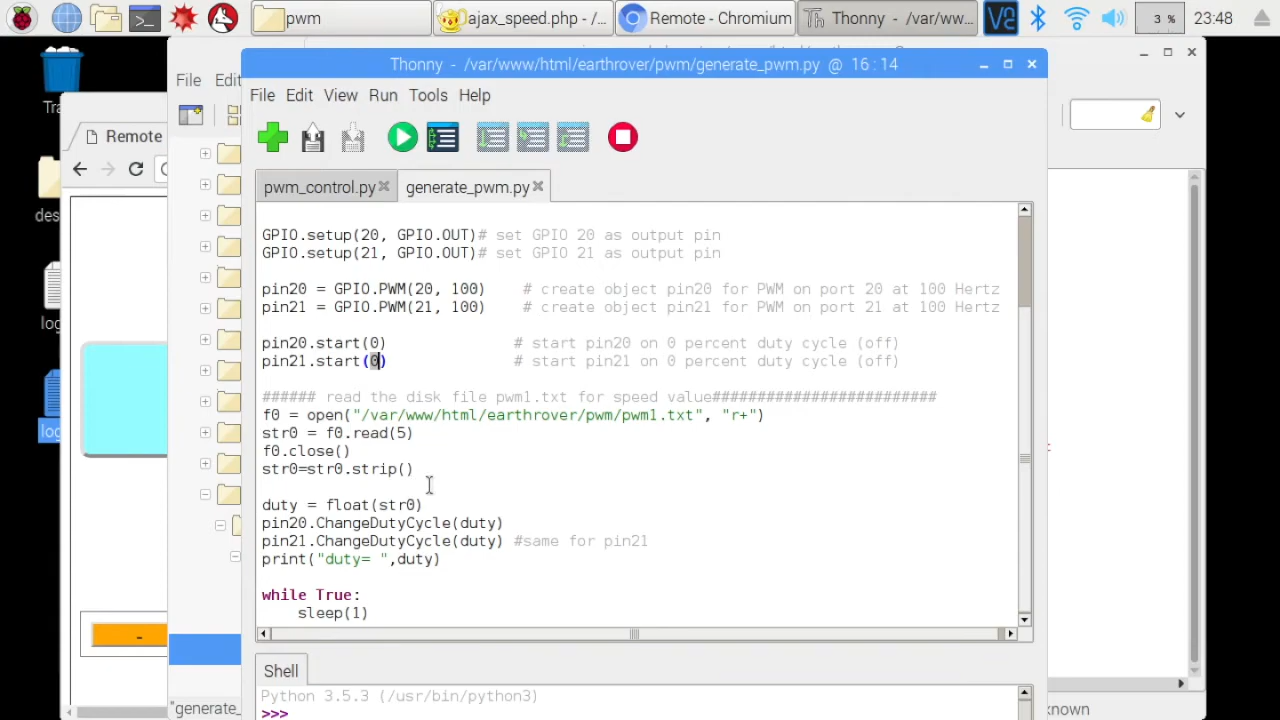 pwm
ajax_speed.php - /...
Remote - Chromium
Thonny - /var/ww...
V2
3 %
23:48
Thonny - /var/www/html/earthrover/pwm/generate_pwm.py @ 16:14
Tra
File Edi
File Edit View Run Tools Help
Remote
pwm_control.py
generate_pwm.py
des
log
log
GPIO.setup(20, GPIO.OUT)# set GPIO 20 as output pin
GPIO.setup(21, GPIO.OUT)# set GPIO 21 as output pin
pin20 = GPIO.PWM(20, 100) # create object pin20 for PWM on port 20 at 100 Hertz
pin21 = GPIO.PWM(21, 100) # create object pin21 for PWM on port 21 at 100 Hertz
pin20.start(0) # start pin20 on 0 percent duty cycle (off)
pin21.start(0) # start pin21 on 0 percent duty cycle (off)
###### read the disk file pwm1.txt for speed value#########################
f0 = open("/var/www/html/earthrover/pwm/pwm1.txt", "r+")
str0 = f0.read(5)
f0.close()
str0=str0.strip()
duty = float(str0)
pin20.ChangeDutyCycle(duty)
pin21.ChangeDutyCycle(duty) #same for pin21
print("duty= ",duty)
while True:
sleep(1)
-
Shell
Python 3.5.3 (/usr/bin/python3)
>>>
"generate_
known